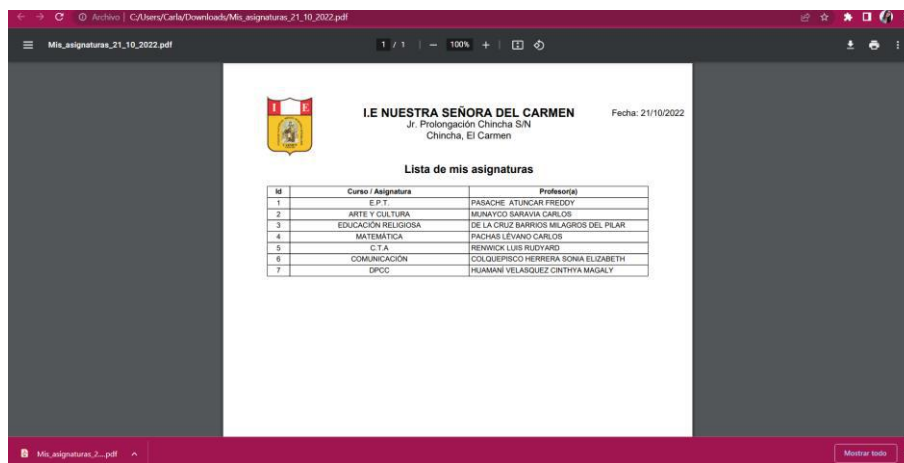 Archivo | C:/Users/Carla/Downloads/Mis_asignaturas_21_10_2022.pdf
Mis_asignaturas_21_10_2022.pdf 1 / 1 | − 100% +
I E
I.E NUESTRA SEÑORA DEL CARMEN Fecha: 21/10/2022
Jr. Prolongación Chincha S/N
Chincha, El Carmen
Lista de mis asignaturas
Id Curso / Asignatura Profesor(a)
1 E.P.T. PASACHE ATUNCAR FREDDY
2 ARTE Y CULTURA MUNAYCO SARAVIA CARLOS
3 EDUCACIÓN RELIGIOSA DE LA CRUZ BARRIOS MILAGROS DEL PILAR
4 MATEMÁTICA PACHAS LÉVANO CARLOS
5 C.T.A RENWICK LUIS RUDYARD
6 COMUNICACIÓN COLQUEPISCO HERRERA SONIA ELIZABETH
7 DPCC HUAMANÍ VELASQUEZ CINTHYA MAGALY
Mis_asignaturas_2....pdf Mostrar todo